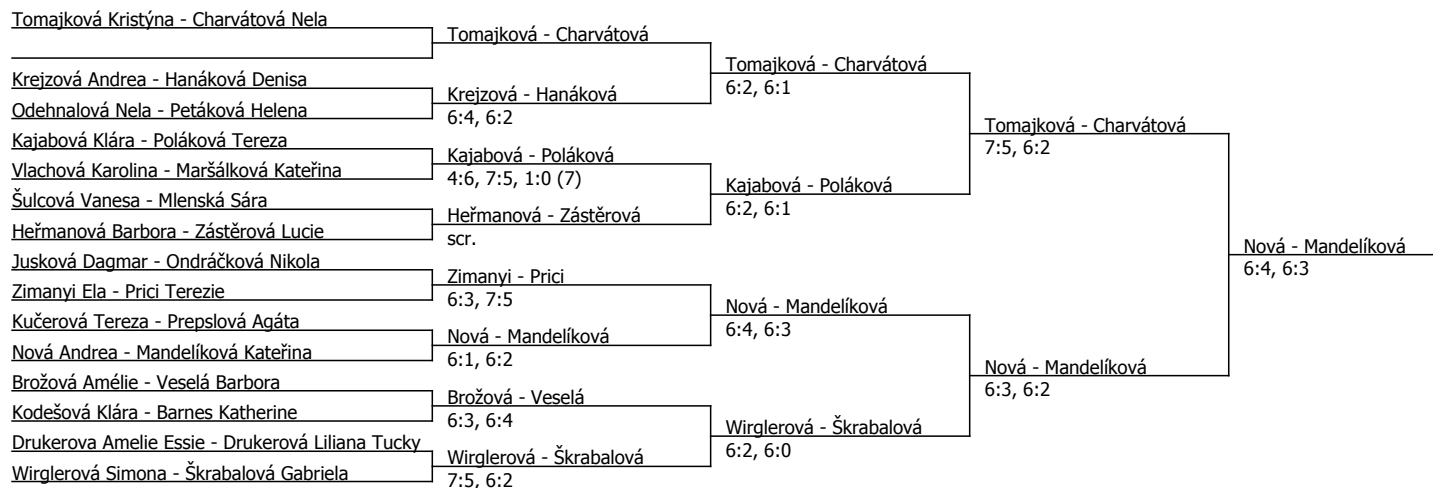 Tomajková Kristýna - Charvátová Nela
Krejzová Andrea - Hanáková Denisa
Odehnalová Nela - Petáková Helena
Kajabová Klára - Poláková Tereza
Vlachová Karolina - Maršálková Kateřina
Šulcová Vanesa - Mlenská Sára
Heřmanová Barbora - Zástěrová Lucie
Jusková Dagmar - Ondráčková Nikola
Zimanyi Ela - Prici Terezie
Kučerová Tereza - Prepslová Agáta
Nová Andrea - Mandelíková Kateřina
Brožová Amélie - Veselá Barbora
Kodešová Klára - Barnes Katherine
Drukerova Amelie Essie - Drukerová Liliana Tucky
Wirglerová Simona - Škrabalová Gabriela
Tomajková - Charvátová
Krejzová - Hanáková
6:4, 6:2
Kajabová - Poláková
4:6, 7:5, 1:0 (7)
Heřmanová - Zástěrová
scr.
Zimanyi - Prici
6:3, 7:5
Nová - Mandelíková
6:1, 6:2
Brožová - Veselá
6:3, 6:4
Wirglerová - Škrabalová
7:5, 6:2
Tomajková - Charvátová
6:2, 6:1
Kajabová - Poláková
6:2, 6:1
Nová - Mandelíková
6:4, 6:3
Wirglerová - Škrabalová
6:2, 6:0
Tomajková - Charvátová
7:5, 6:2
Nová - Mandelíková
6:3, 6:2
Nová - Mandelíková
6:4, 6:3